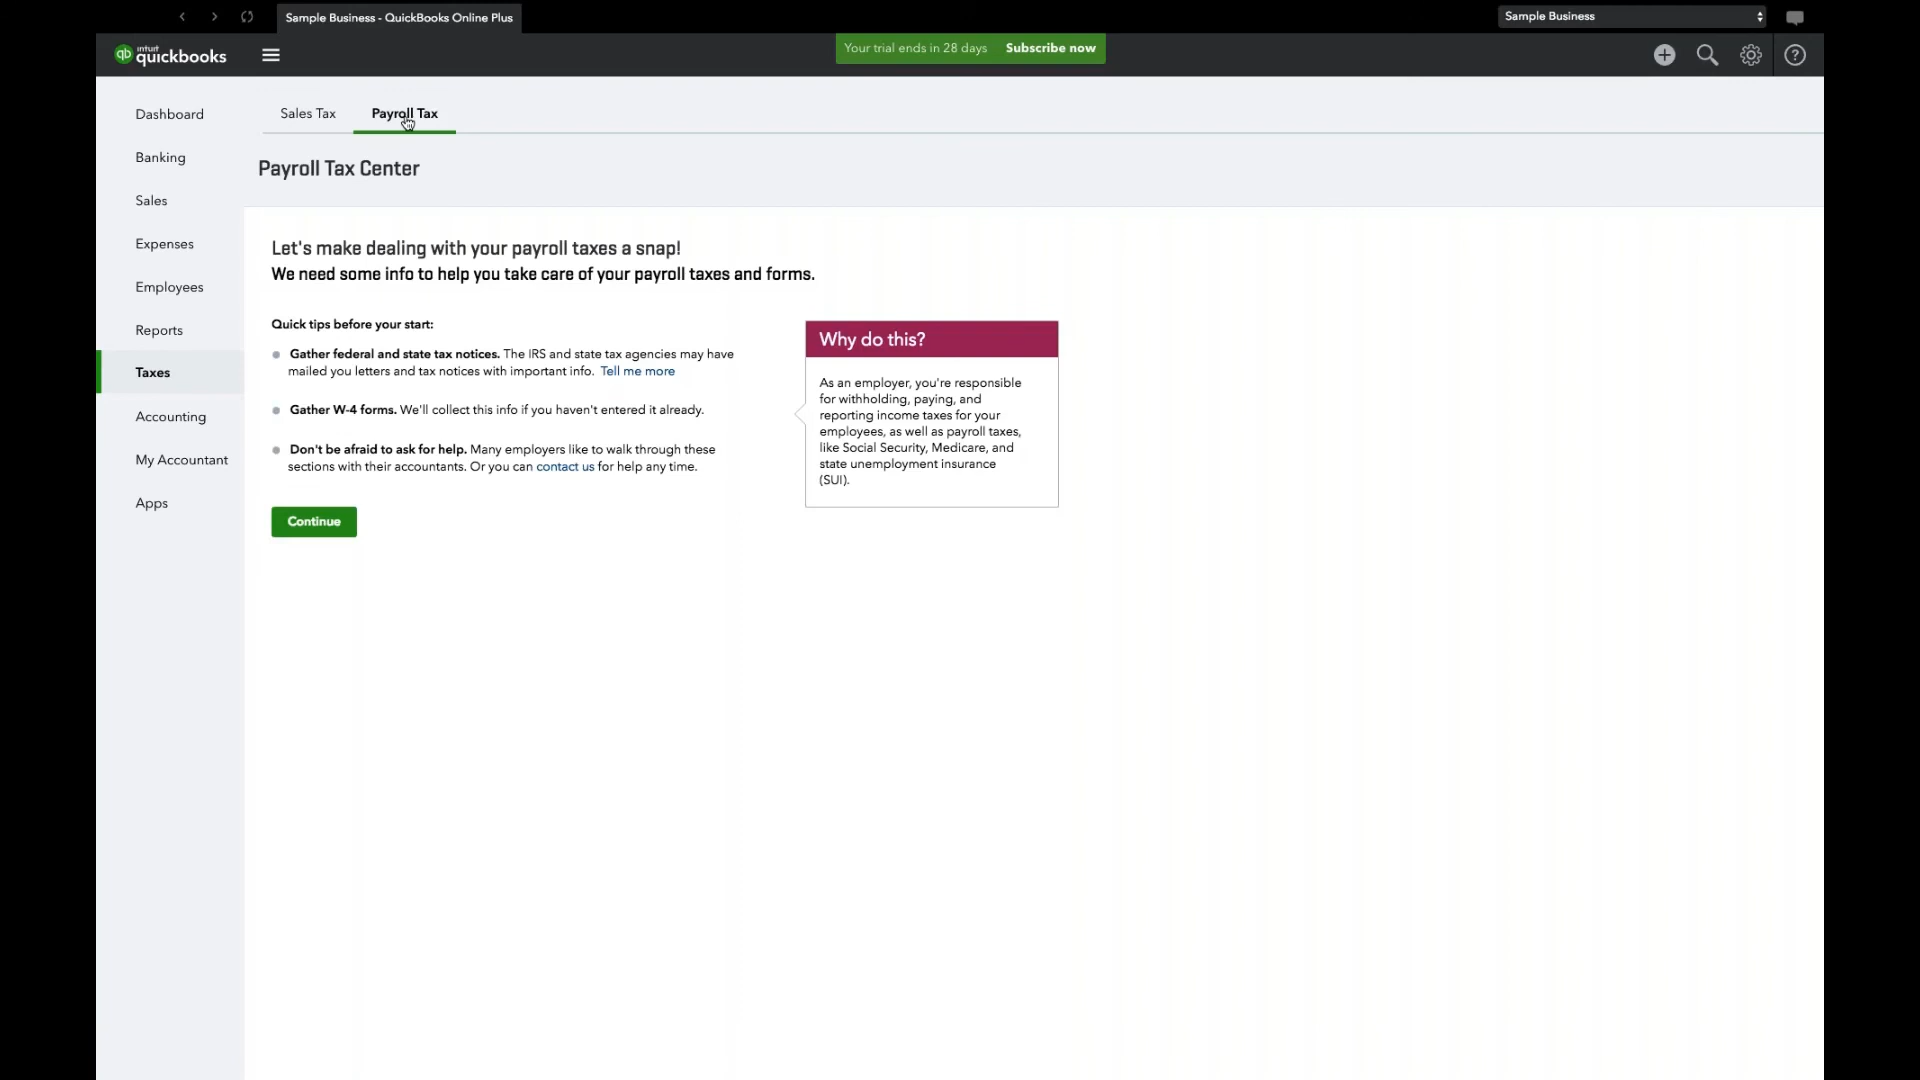 Sample Business - QuickBooks Online Plus
Sample Business
intuit
qb quickbooks
Your trial ends in 28 days Subscribe now
Dashboard
Banking
Sales
Expenses
Employees
Reports
Taxes
Accounting
My Accountant
Apps
Sales Tax
Payroll Tax
Payroll Tax Center
Let's make dealing with your payroll taxes a snap!
We need some info to help you take care of your payroll taxes and forms.
Quick tips before your start:
Gather federal and state tax notices. The IRS and state tax agencies may have
mailed you letters and tax notices with important info. Tell me more
Gather W-4 forms. We'll collect this info if you haven't entered it already.
Don't be afraid to ask for help. Many employers like to walk through these
sections with their accountants. Or you can contact us for help any time.
Continue
Why do this?
As an employer, you're responsible
for withholding, paying, and
reporting income taxes for your
employees, as well as payroll taxes,
like Social Security, Medicare, and
state unemployment insurance
(SUI).